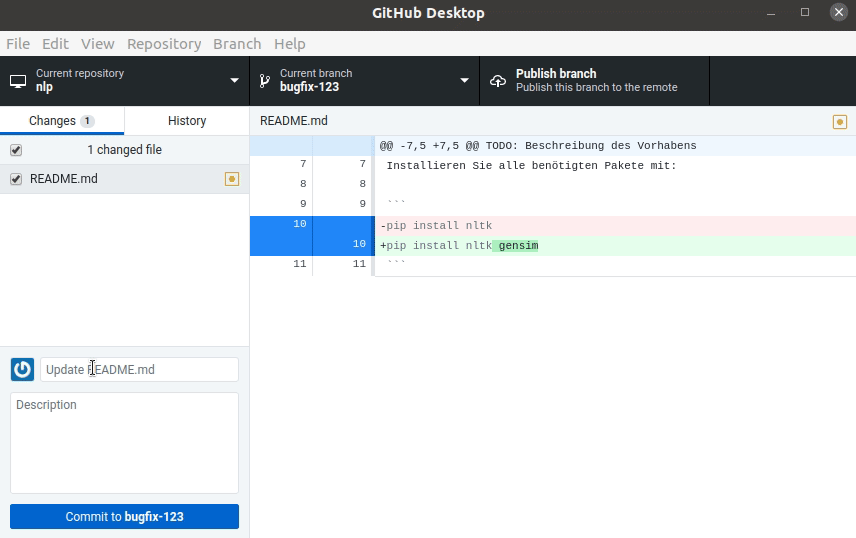 GitHub Desktop
File Edit View Repository Branch Help
Current repository
nlp
Current branch
bugfix-123
Publish branch
Publish this branch to the remote
Changes 1
History
README.md
1 changed file
README.md
@@ -7,5 +7,5 @@ TODO: Beschreibung des Vorhabens
7 7 Installieren Sie alle benötigten Pakete mit:
8 8
9 9 ```
10 -pip install nltk
10 +pip install nltk gensim
11 11 ```
Update README.md
Description
Commit to bugfix-123